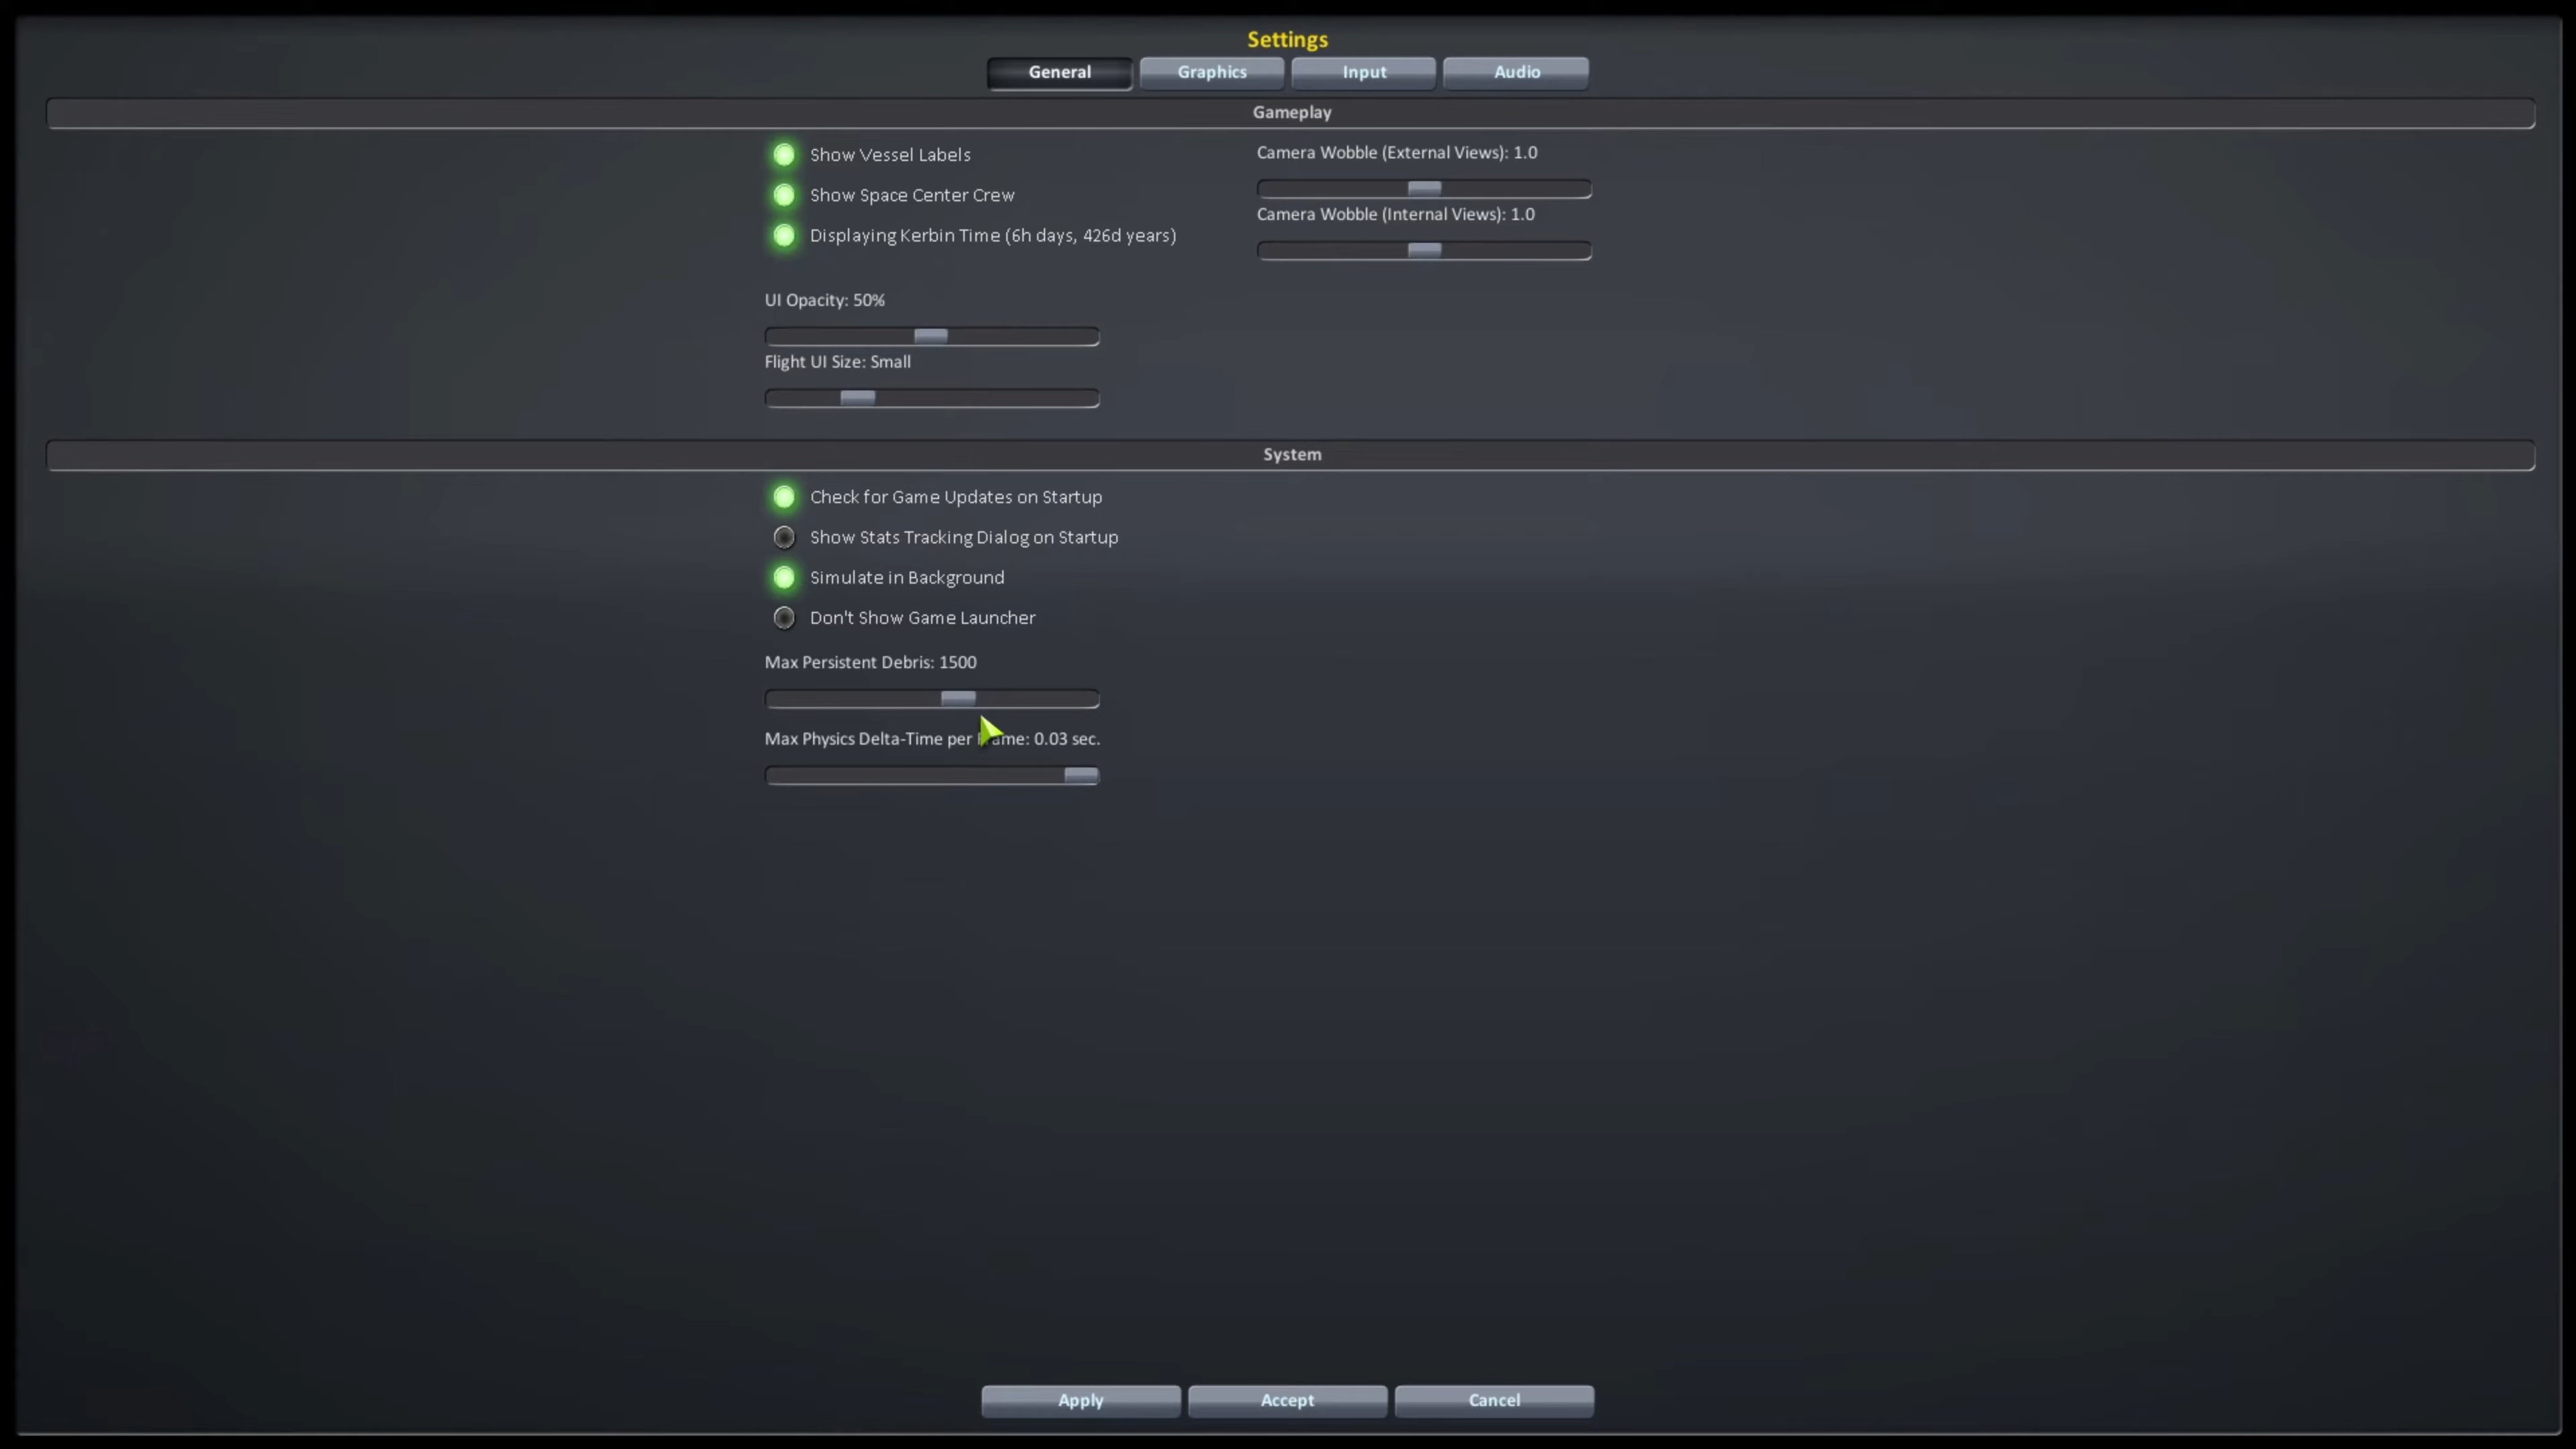 Settings
General
Graphics
Input
Audio
Gameplay
Show Vessel Labels
Show Space Center Crew
Displaying Kerbin Time (6h days, 426d years)
Camera Wobble (External Views): 1.0
Camera Wobble (Internal Views): 1.0
UI Opacity: 50%
Flight UI Size: Small
System
Check for Game Updates on Startup
Show Stats Tracking Dialog on Startup
Simulate in Background
Don't Show Game Launcher
Max Persistent Debris: 1500
Max Physics Delta-Time per Frame: 0.03 sec.
Apply
Accept
Cancel